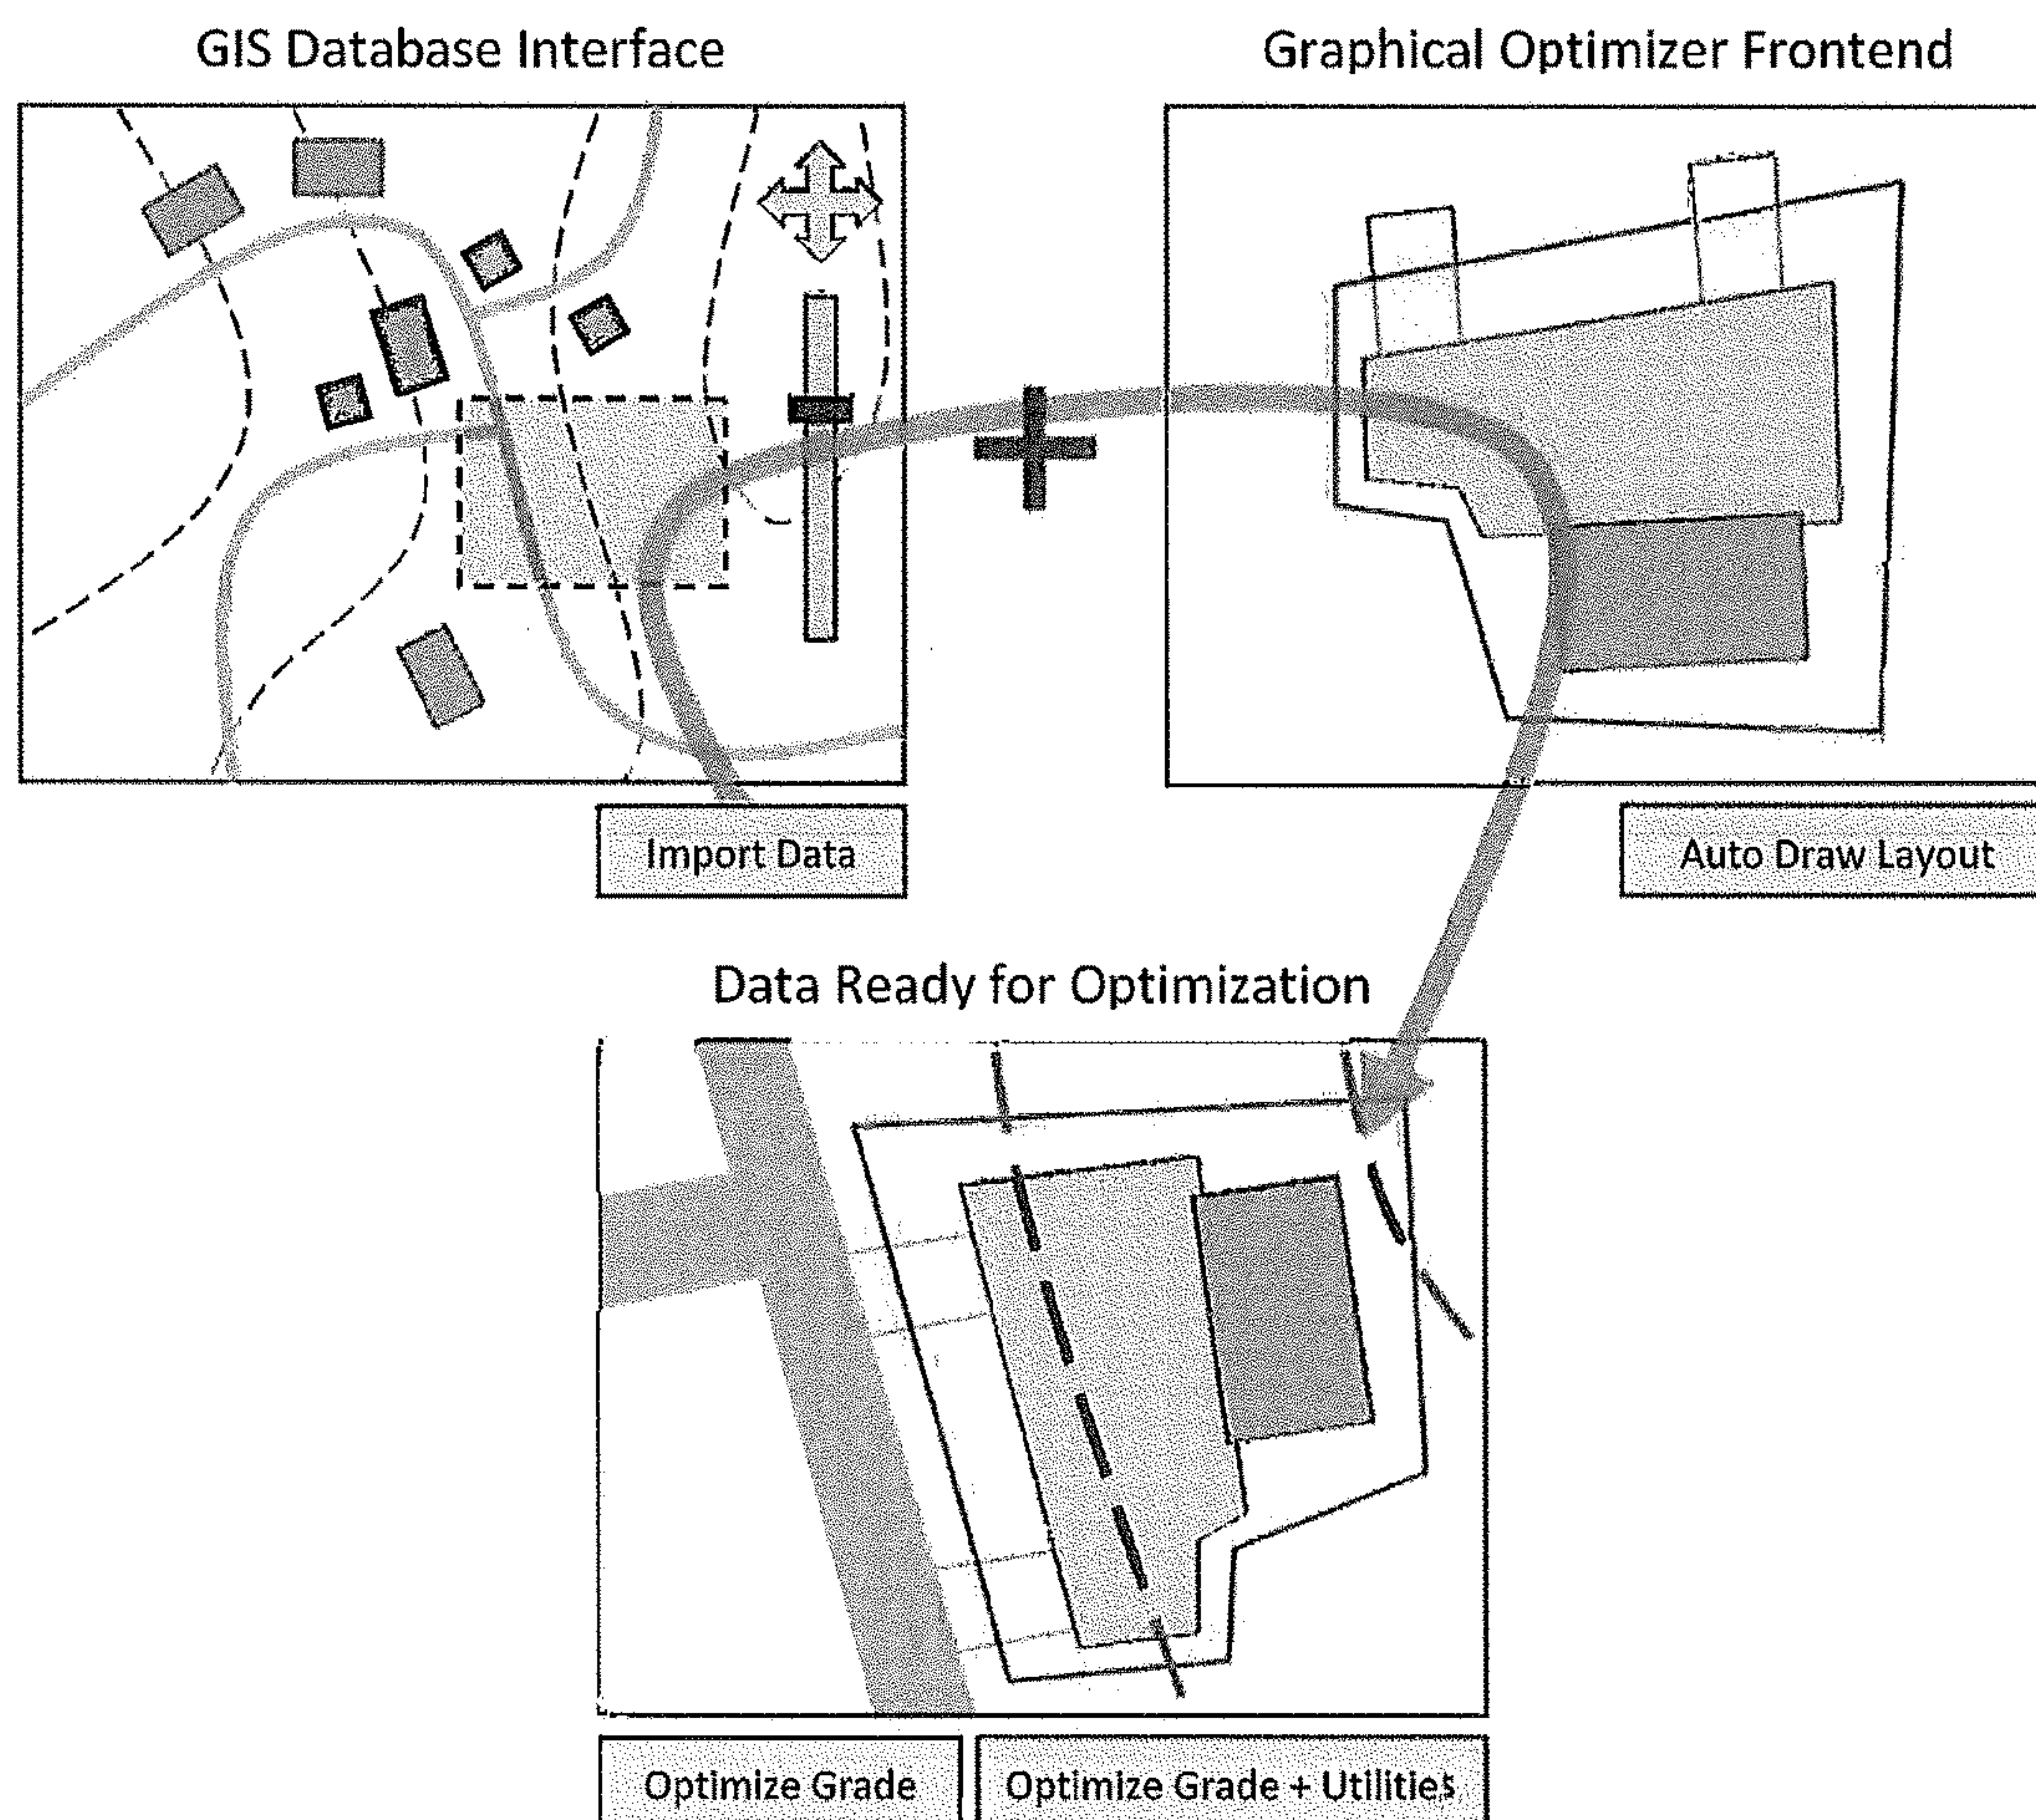 GIS Database Interface
Graphical Optimizer Frontend
Import Data
Auto Draw Layout
Data Ready for Optimization
Optimize Grade
Optimize Grade + Utilities